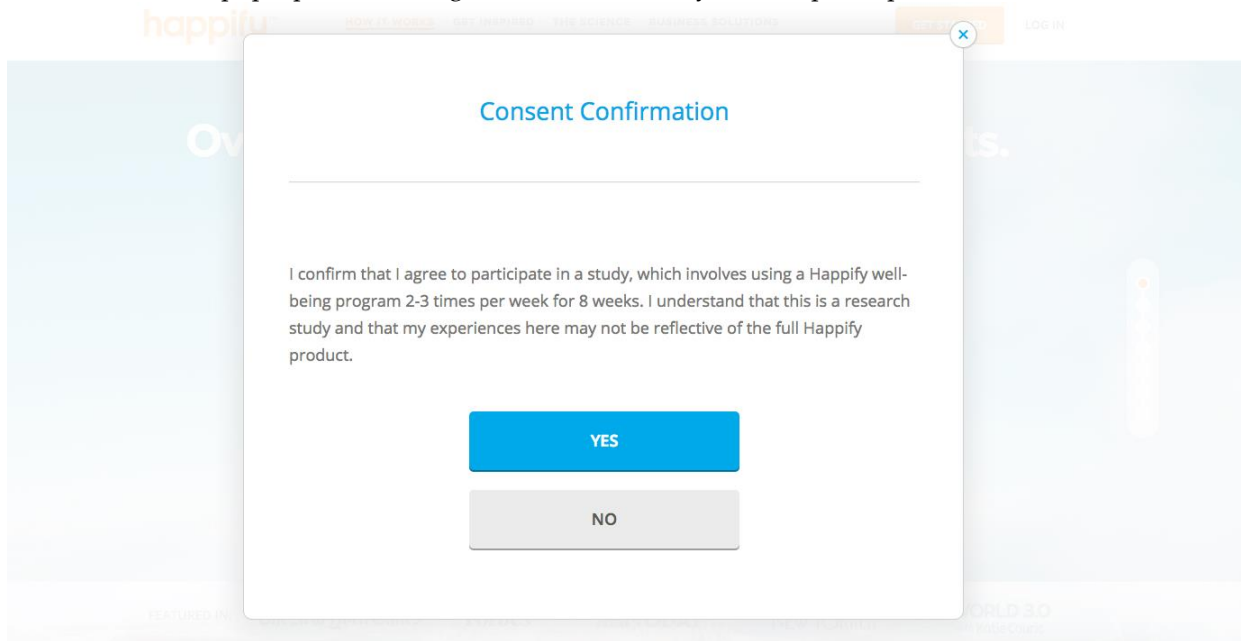 happify HOW IT WORKS GET INSPIRED THE SCIENCE BUSINESS SOLUTIONS LOG IN
Consent Confirmation
I confirm that I agree to participate in a study, which involves using a Happify well-
being program 2-3 times per week for 8 weeks. I understand that this is a research
study and that my experiences here may not be reflective of the full Happify
product.
YES
NO
FEATURED IN